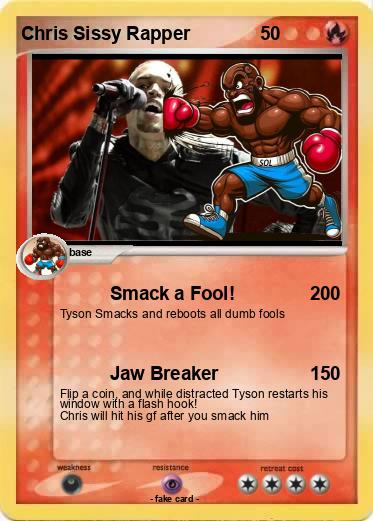 Chris Sissy Rapper 50
SOL
base
Smack a Fool! 200
Tyson Smacks and reboots all dumb fools
Jaw Breaker 150
Flip a coin, and while distracted Tyson restarts his
window with a flash hook!
Chris will hit his gf after you smack him
weakness resistance retreat cost
- fake card -